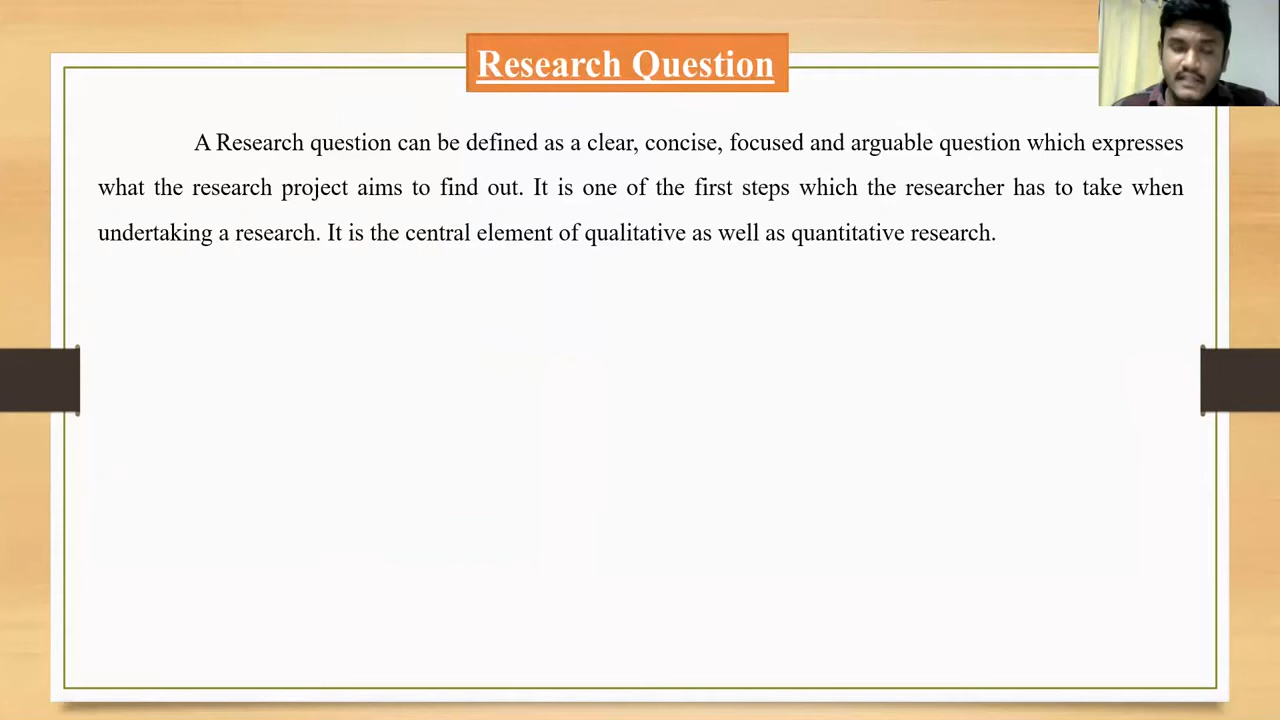 Research Question
A Research question can be defined as a clear, concise, focused and arguable question which expresses
what the research project aims to find out. It is one of the first steps which the researcher has to take when
undertaking a research. It is the central element of qualitative as well as quantitative research.